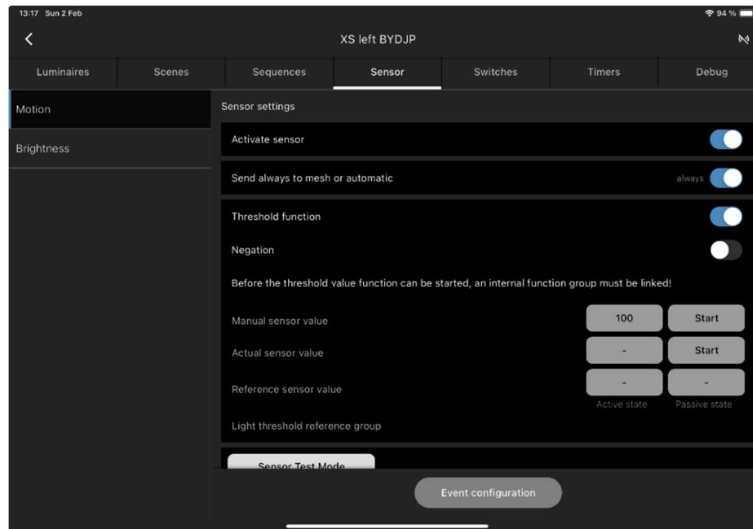 13:17 Sun 2 Feb
94 %
XS left BYDJP
Luminaires Scenes Sequences Sensor Switches Timers Debug
Motion
Brightness
Sensor settings
Activate sensor
Send always to mesh or automatic always
Threshold function
Negation
Before the threshold value function can be started, an internal function group must be linked!
Manual sensor value 100 Start
Actual sensor value - Start
Reference sensor value - -
Active state Passive state
Light threshold reference group
Sensor Test Mode
Event configuration